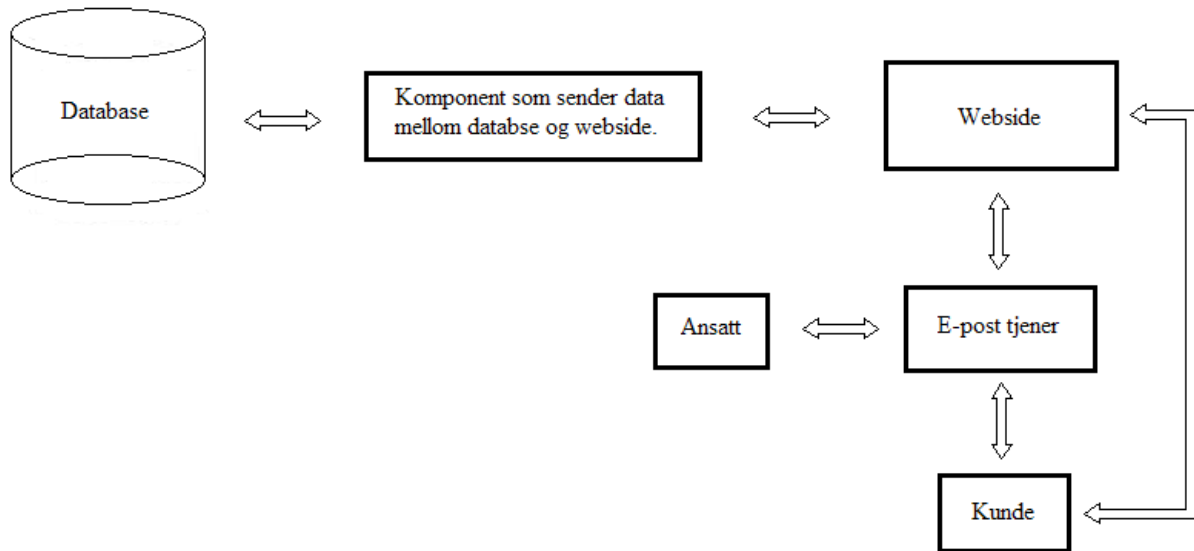 Database
Komponent som sender data
mellom databse og webside.
Webside
Ansatt
E-post tjener
Kunde